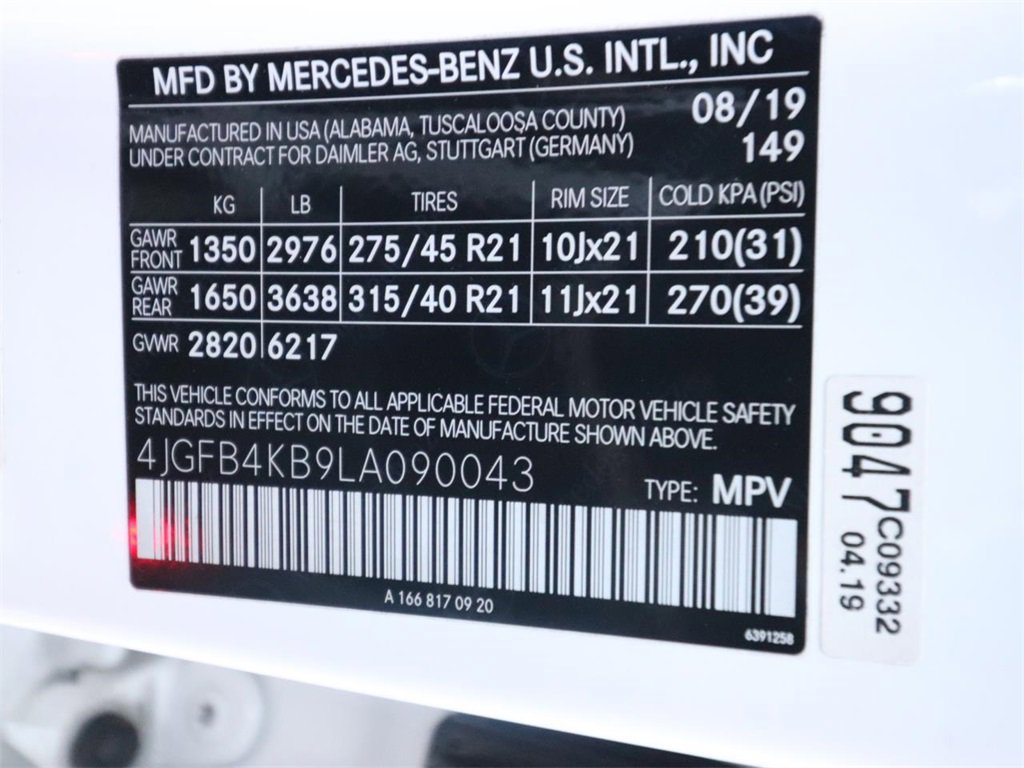 MFD BY MERCEDES-BENZ U.S. INTL., INC
MANUFACTURED IN USA (ALABAMA, TUSCALOOSA COUNTY) 08/19
UNDER CONTRACT FOR DAIMLER AG, STUTTGART (GERMANY) 149
KG LB TIRES RIM SIZE COLD KPA (PSI)
GAWR FRONT 1350 2976 275/45 R21 10Jx21 210(31)
GAWR REAR 1650 3638 315/40 R21 11Jx21 270(39)
GVWR 2820 6217
THIS VEHICLE CONFORMS TO ALL APPLICABLE FEDERAL MOTOR VEHICLE SAFETY
STANDARDS IN EFFECT ON THE DATE OF MANUFACTURE SHOWN ABOVE.
4JGFB4KB9LA090043
TYPE: MPV
A 166 817 09 20
6391258
9047
C09332
04.19